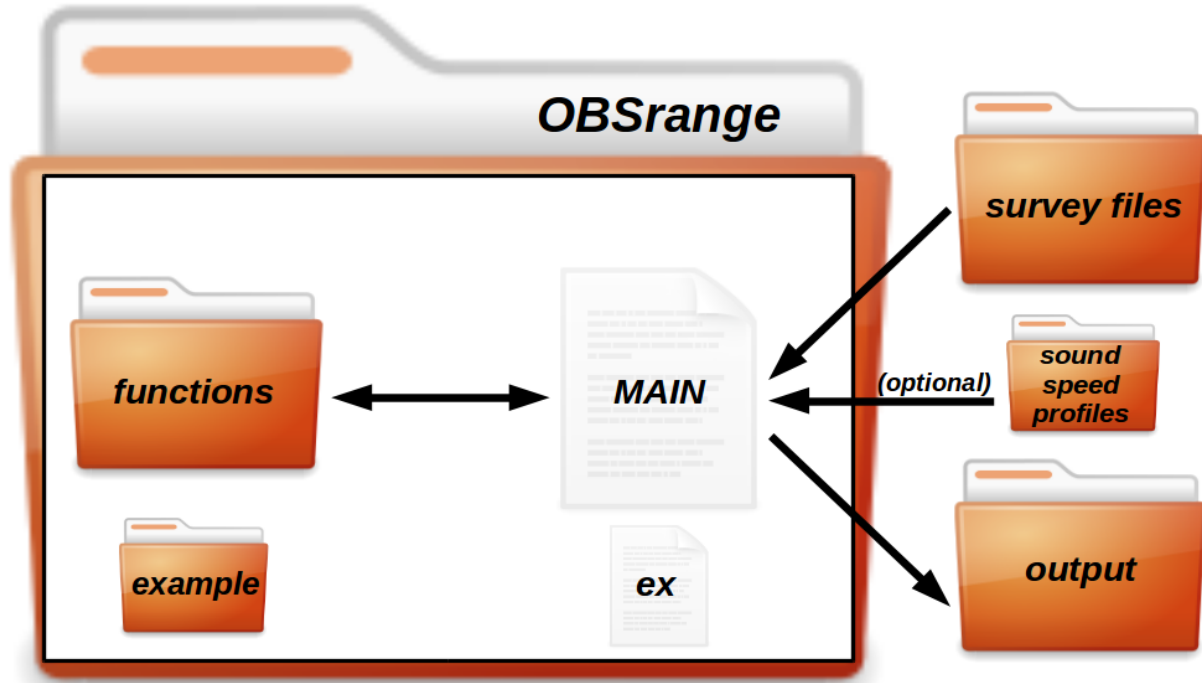 OBSrange
survey files
functions
MAIN
(optional)
sound
speed
profiles
example
ex
output